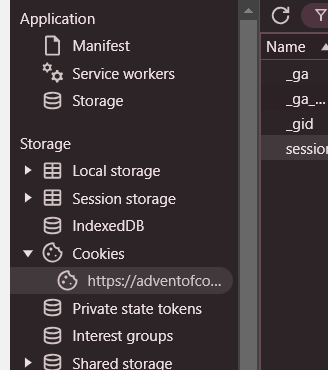 Application
Manifest
Service workers
Storage
Storage
Local storage
Session storage
IndexedDB
Cookies
https://adventofco...
Private state tokens
Interest groups
Shared storage
Name
_ga
_ga_...
_gid
session